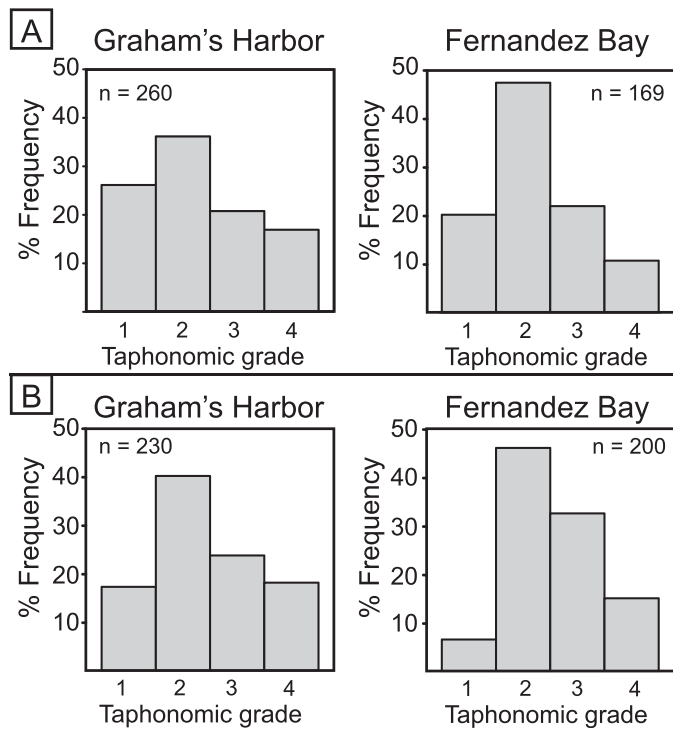 A
Graham's Harbor
Fernandez Bay
50
40
30
20
10
% Frequency
n = 260
1 2 3 4
Taphonomic grade
50
40
30
20
10
% Frequency
n = 169
1 2 3 4
Taphonomic grade
B
Graham's Harbor
Fernandez Bay
50
40
30
20
10
% Frequency
n = 230
1 2 3 4
Taphonomic grade
50
40
30
20
10
% Frequency
n = 200
1 2 3 4
Taphonomic grade